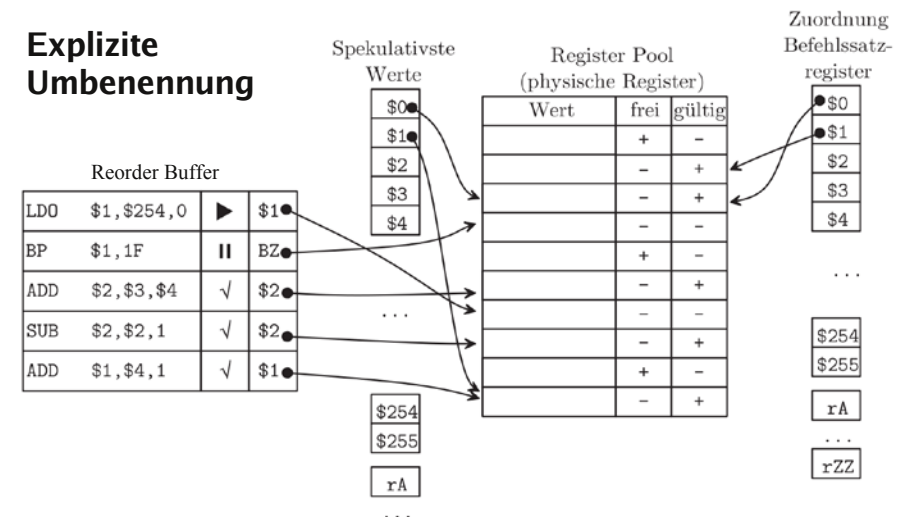 Explizite
Umbenennung
Spekulativste
Werte
$0
$1
$2
$3
$4
. . .
$254
$255
rA
. . .
Reorder Buffer
LDO $1,$254,0 ▶ $1
BP $1,1F II BZ
ADD $2,$3,$4 √ $2
SUB $2,$2,1 √ $2
ADD $1,$4,1 √ $1
Register Pool
(physische Register)
Wert frei gültig
+ −
− +
− +
− −
+ −
− +
− −
− +
+ −
− +
Zuordnung
Befehlssatz-
register
$0
$1
$2
$3
$4
. . .
$254
$255
rA
. . .
rZZ